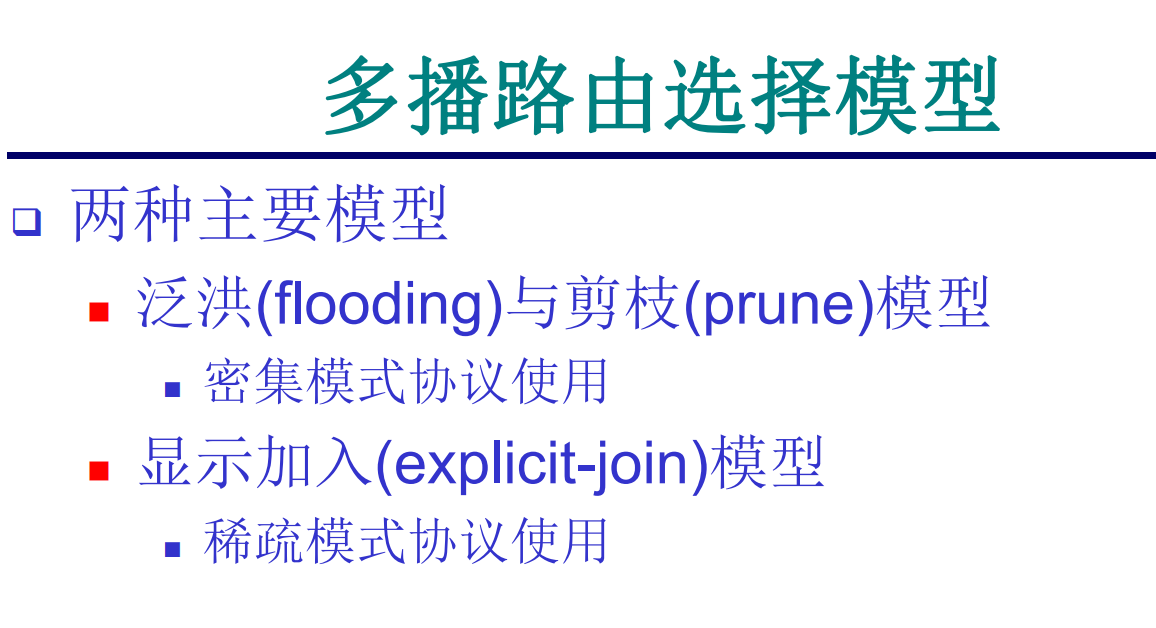 多播路由选择模型
两种主要模型
泛洪(flooding)与剪枝(prune)模型
密集模式协议使用
显示加入(explicit-join)模型
稀疏模式协议使用